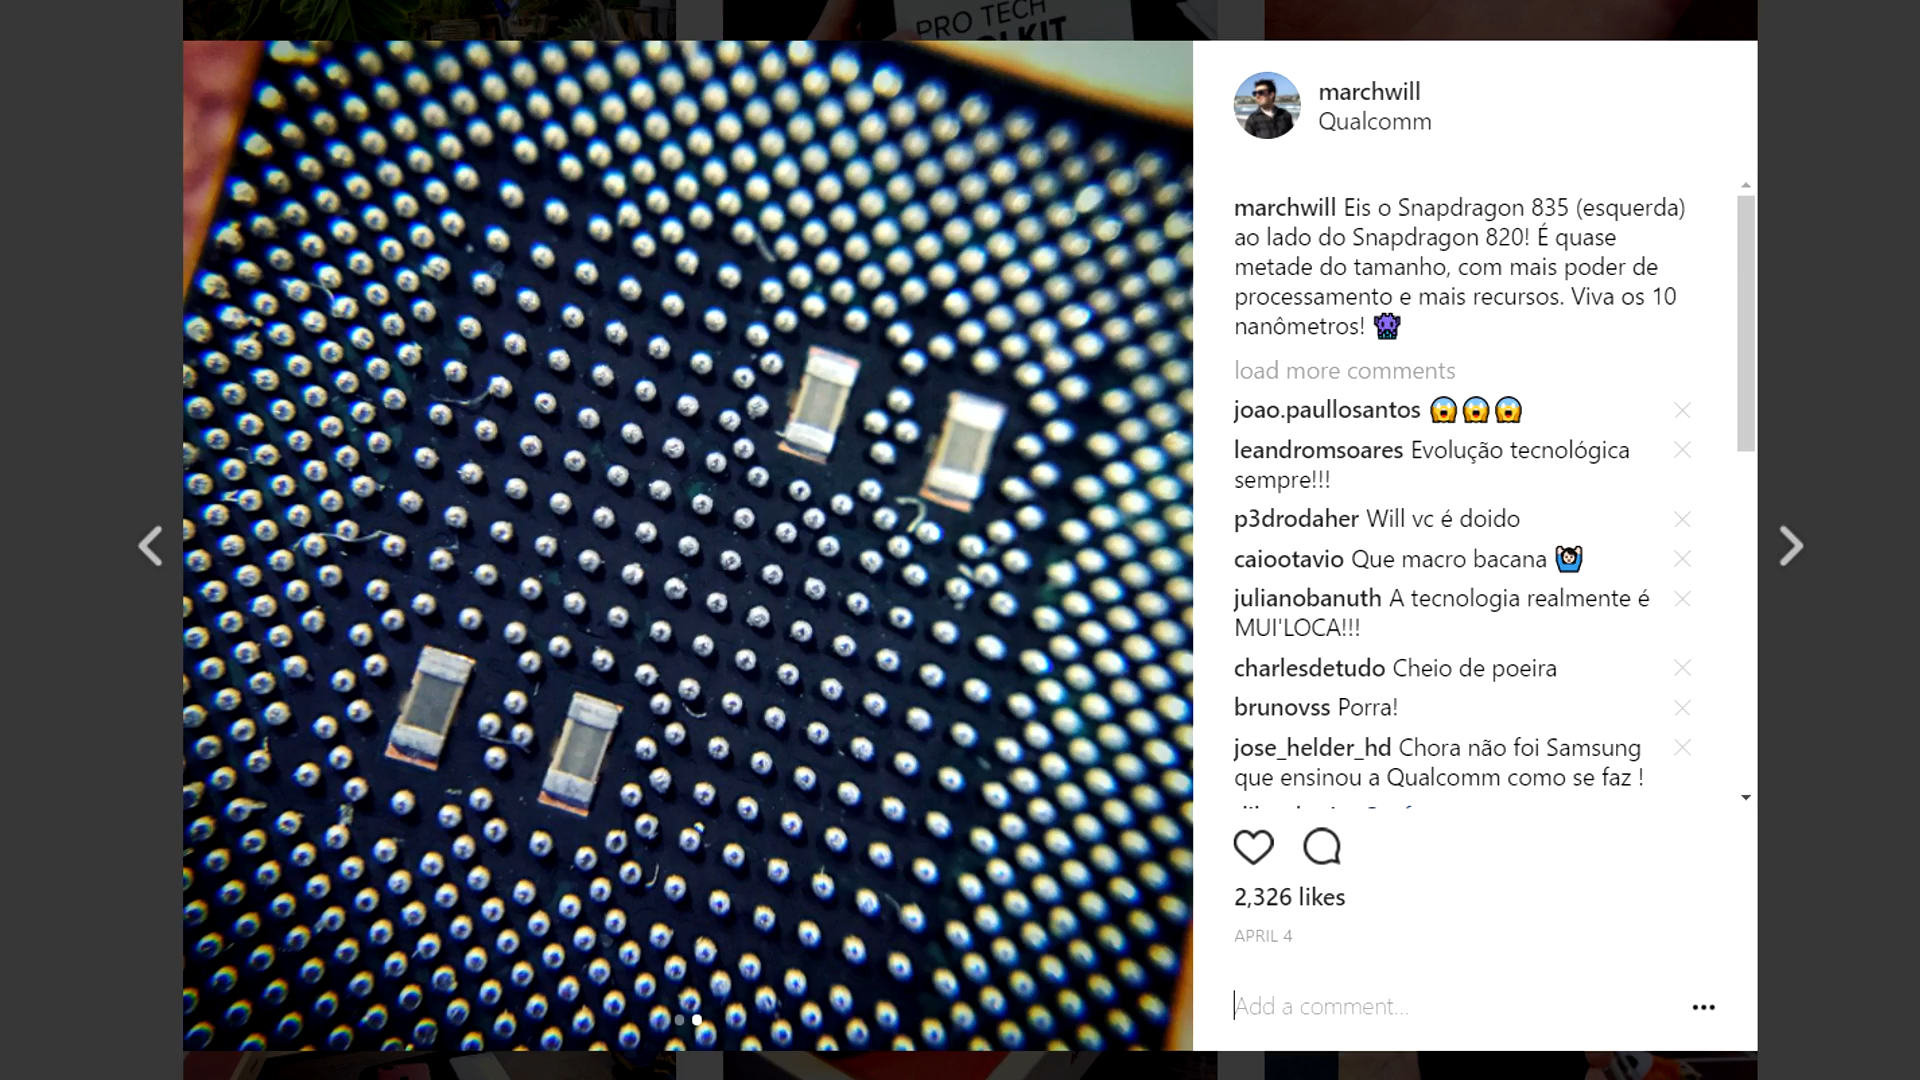 PRO TECH
marchwill
Qualcomm
marchwill Eis o Snapdragon 835 (esquerda)
ao lado do Snapdragon 820! É quase
metade do tamanho, com mais poder de
processamento e mais recursos. Viva os 10
nanômetros! 👾
load more comments
joao.paullosantos 😱😱😱
leandromsoares Evolução tecnológica
sempre!!!
p3drodaher Will vc é doido
caiootavio Que macro bacana 🙌
julianobanuth A tecnologia realmente é
MUI'LOCA!!!
charlesdetudo Cheio de poeira
brunovss Porra!
jose_helder_hd Chora não foi Samsung
que ensinou a Qualcomm como se faz !
2,326 likes
APRIL 4
Add a comment...